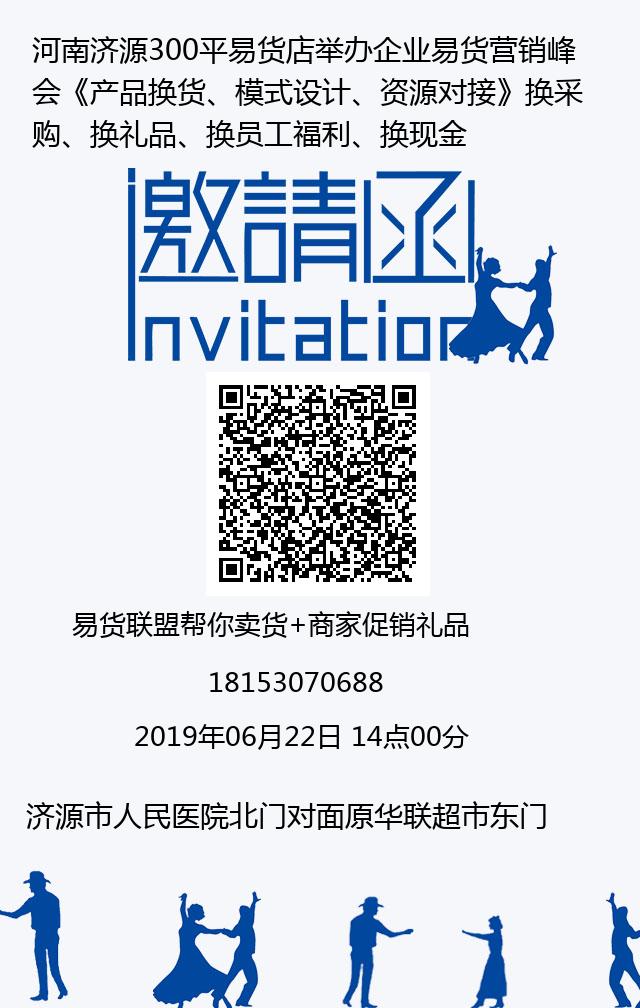 河南济源300平易货店举办企业易货营销峰
会《产品换货、模式设计、资源对接》换采
购、换礼品、换员工福利、换现金
邀請函
Invitation
易货联盟帮你卖货+商家促销礼品
18153070688
2019年06月22日 14点00分
济源市人民医院北门对面原华联超市东门